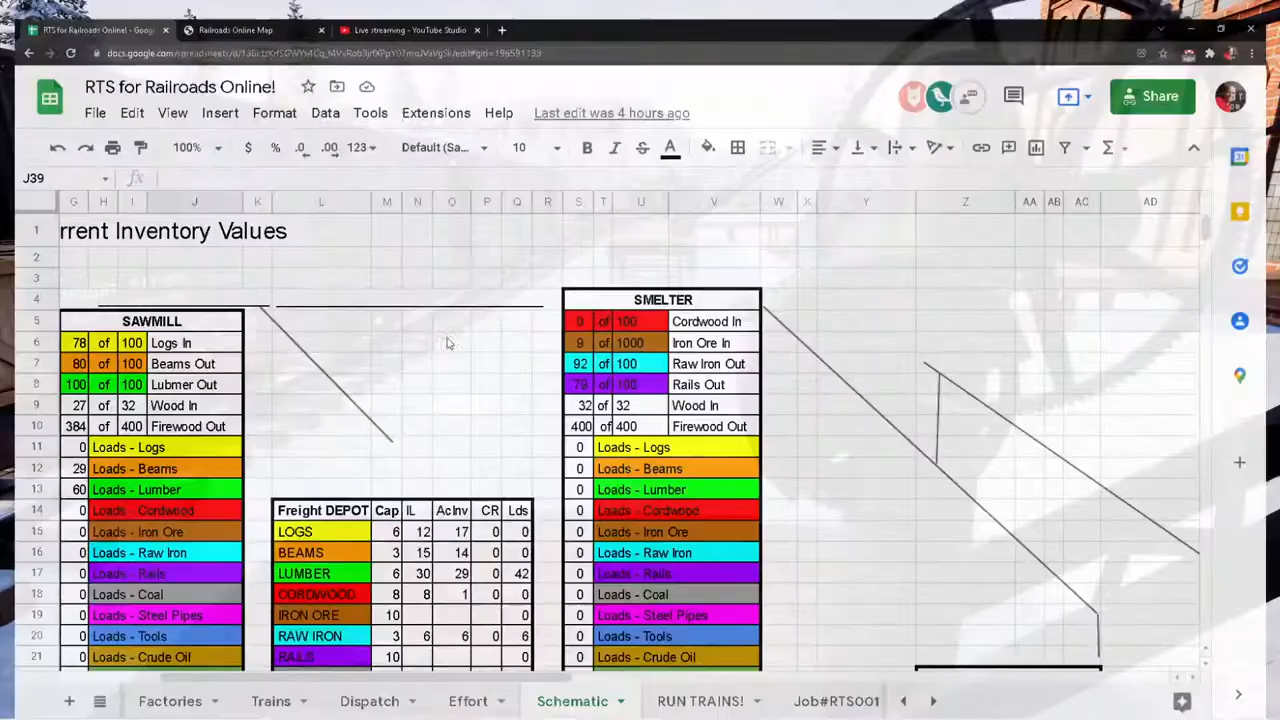 RTS for Railroads Online! - Goog
Railroads Online Map
Live streaming - YouTube Studio
RTS for Railroads Online!
Share
File Edit View Insert Format Data Tools Extensions Help Last edit was 4 hours ago
100% $ % .0 .00 123 Default (Sa... 10 B I S A
J39
G H I J K L M N O P Q R S T U V W X Y Z AA AB AC AD
1 rrent Inventory Values
2
3
4 SMELTER
5 SAWMILL 0 of 100 Cordwood In
6 78 of 100 Logs In 9 of 1000 Iron Ore In
7 80 of 100 Beams Out 92 of 100 Raw Iron Out
8 100 of 100 Lubmer Out of 100 Rails Out
9 27 of 32 Wood In 32 of 32 Wood In
10 384 of 400 Firewood Out 400 of 400 Firewood Out
11 0 Loads - Logs 0 Loads - Logs
12 29 Loads - Beams 0 Loads - Beams
13 60 Loads - Lumber 0 Loads - Lumber
14 0 Loads - Cordwood Freight DEPOT Cap IL AcInv CR Lds 0 Loads - Cordwood
15 0 Loads - Iron Ore LOGS 6 12 17 0 0 0 Loads - Iron Ore
16 0 Loads - Raw Iron BEAMS 3 15 14 0 0 0 Loads - Raw Iron
17 0 Loads - Rails LUMBER 6 30 29 0 42 0 Loads - Rails
18 0 Loads - Coal CORDWOOD 8 8 1 0 0 0 Loads - Coal
19 0 Loads - Steel Pipes IRON ORE 10 0 0 Loads - Steel Pipes
20 0 Loads - Tools RAW IRON 3 6 6 0 6 0 Loads - Tools
21 0 Loads - Crude Oil RAILS 10 0 0 Loads - Crude Oil
Factories Trains Dispatch Effort Schematic RUN TRAINS! Job#RTS001